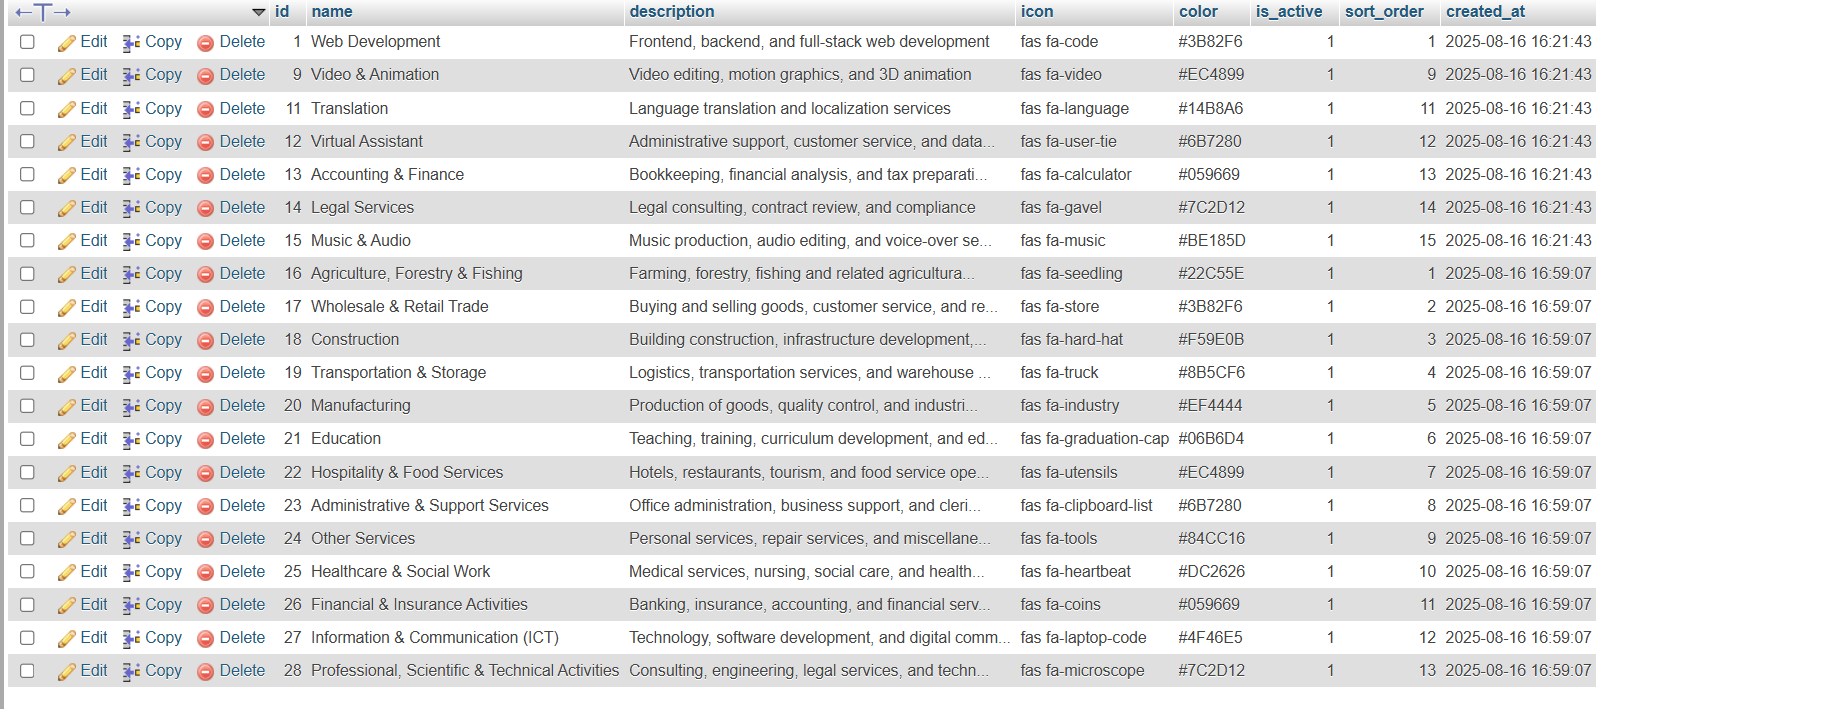 id name description icon color is_active sort_order created_at
Edit Copy Delete 1 Web Development Frontend, backend, and full-stack web development fas fa-code #3B82F6 1 1 2025-08-16 16:21:43
Edit Copy Delete 9 Video & Animation Video editing, motion graphics, and 3D animation fas fa-video #EC4899 1 9 2025-08-16 16:21:43
Edit Copy Delete 11 Translation Language translation and localization services fas fa-language #14B8A6 1 11 2025-08-16 16:21:43
Edit Copy Delete 12 Virtual Assistant Administrative support, customer service, and data... fas fa-user-tie #6B7280 1 12 2025-08-16 16:21:43
Edit Copy Delete 13 Accounting & Finance Bookkeeping, financial analysis, and tax preparati... fas fa-calculator #059669 1 13 2025-08-16 16:21:43
Edit Copy Delete 14 Legal Services Legal consulting, contract review, and compliance fas fa-gavel #7C2D12 1 14 2025-08-16 16:21:43
Edit Copy Delete 15 Music & Audio Music production, audio editing, and voice-over se... fas fa-music #BE185D 1 15 2025-08-16 16:21:43
Edit Copy Delete 16 Agriculture, Forestry & Fishing Farming, forestry, fishing and related agricultura... fas fa-seedling #22C55E 1 1 2025-08-16 16:59:07
Edit Copy Delete 17 Wholesale & Retail Trade Buying and selling goods, customer service, and re... fas fa-store #3B82F6 1 2 2025-08-16 16:59:07
Edit Copy Delete 18 Construction Building construction, infrastructure development,... fas fa-hard-hat #F59E0B 1 3 2025-08-16 16:59:07
Edit Copy Delete 19 Transportation & Storage Logistics, transportation services, and warehouse ... fas fa-truck #8B5CF6 1 4 2025-08-16 16:59:07
Edit Copy Delete 20 Manufacturing Production of goods, quality control, and industri... fas fa-industry #EF4444 1 5 2025-08-16 16:59:07
Edit Copy Delete 21 Education Teaching, training, curriculum development, and ed... fas fa-graduation-cap #06B6D4 1 6 2025-08-16 16:59:07
Edit Copy Delete 22 Hospitality & Food Services Hotels, restaurants, tourism, and food service ope... fas fa-utensils #EC4899 1 7 2025-08-16 16:59:07
Edit Copy Delete 23 Administrative & Support Services Office administration, business support, and cleri... fas fa-clipboard-list #6B7280 1 8 2025-08-16 16:59:07
Edit Copy Delete 24 Other Services Personal services, repair services, and miscellane... fas fa-tools #84CC16 1 9 2025-08-16 16:59:07
Edit Copy Delete 25 Healthcare & Social Work Medical services, nursing, social care, and health... fas fa-heartbeat #DC2626 1 10 2025-08-16 16:59:07
Edit Copy Delete 26 Financial & Insurance Activities Banking, insurance, accounting, and financial serv... fas fa-coins #059669 1 11 2025-08-16 16:59:07
Edit Copy Delete 27 Information & Communication (ICT) Technology, software development, and digital comm... fas fa-laptop-code #4F46E5 1 12 2025-08-16 16:59:07
Edit Copy Delete 28 Professional, Scientific & Technical Activities Consulting, engineering, legal services, and techn... fas fa-microscope #7C2D12 1 13 2025-08-16 16:59:07